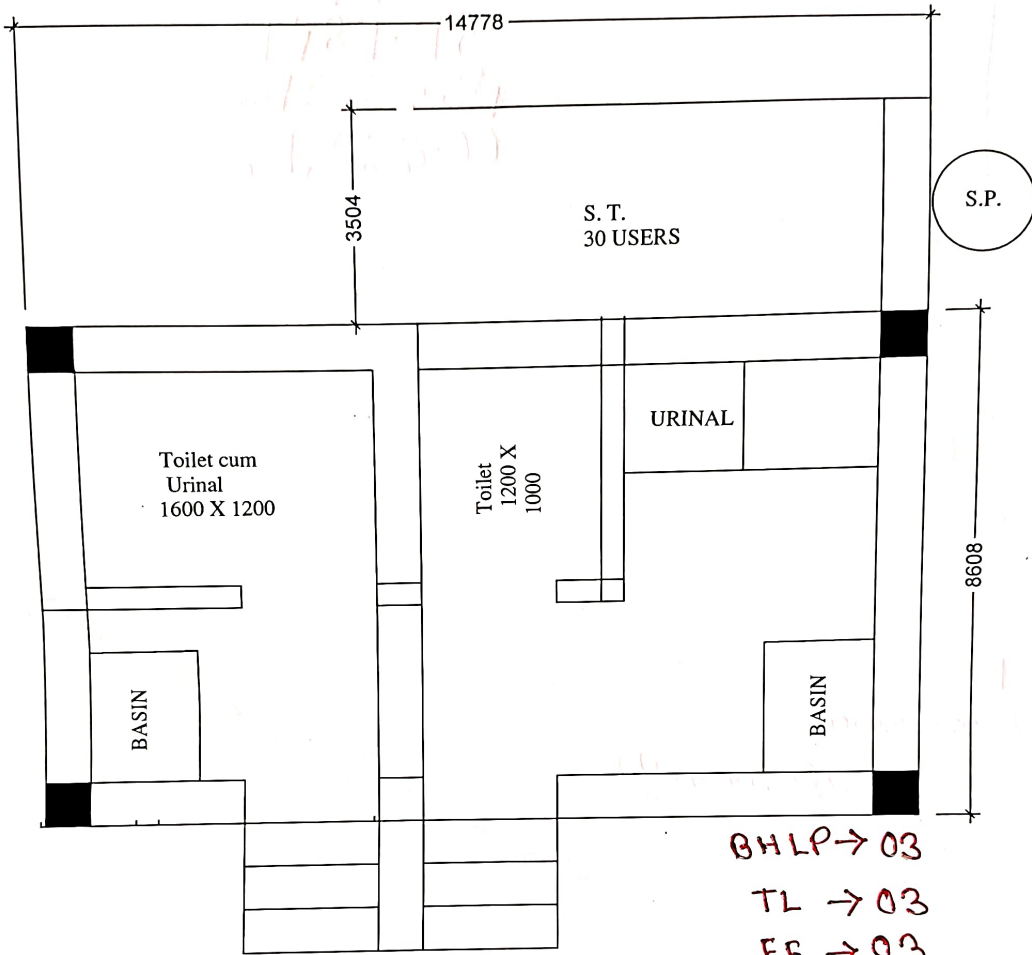 14778
3504
S. T.
30 USERS
S.P.
URINAL
Toilet cum
Urinal
1600 X 1200
Toilet
1200 X
1000
8608
BASIN
BASIN
BHLP → 03
TL → 03